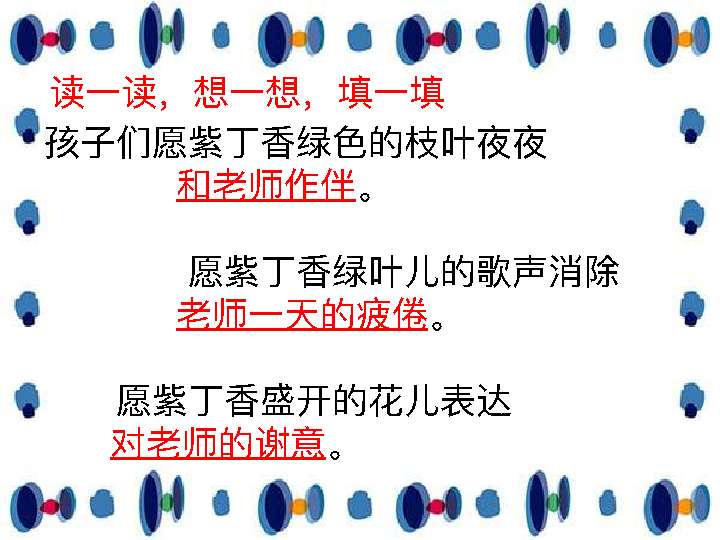 读一读，想一想，填一填
孩子们愿紫丁香绿色的枝叶夜夜
和老师作伴。
愿紫丁香绿叶儿的歌声消除
老师一天的疲倦。
愿紫丁香盛开的花儿表达
对老师的谢意。